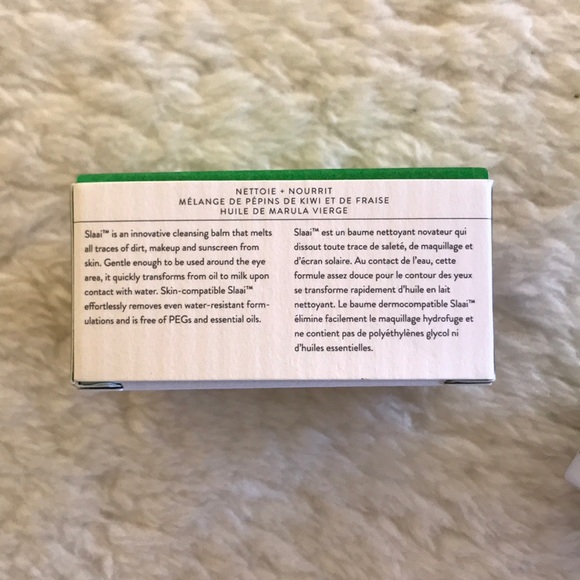 NETTOIE + NOURRIT
MÉLANGE DE PÉPINS DE KIWI ET DE FRAISE
HUILE DE MARULA VIERGE
Slaai™ is an innovative cleansing balm that melts
all traces of dirt, makeup and sunscreen from
skin. Gentle enough to be used around the eye
area, it quickly transforms from oil to milk upon
contact with water. Skin-compatible Slaai™
effortlessly removes even water-resistant form-
ulations and is free of PEGs and essential oils.
Slaai™ est un baume nettoyant novateur qui
dissout toute trace de saleté, de maquillage et
d'écran solaire. Au contact de l'eau, cette
formule assez douce pour le contour des yeux
se transforme rapidement d'huile en lait
nettoyant. Le baume dermocompatible Slaai™
élimine facilement le maquillage hydrofuge et
ne contient pas de polyéthylènes glycol ni
d'huiles essentielles.